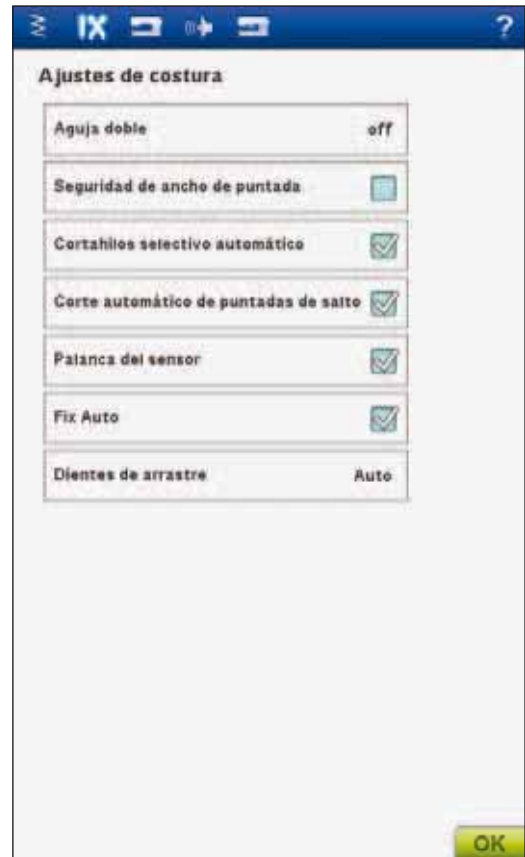 ?
Ajustes de costura
Aguja doble off
Seguridad de ancho de puntada
Cortahilos selectivo automático
Corte automático de puntadas de salto
Palanca del sensor
Fix Auto
Dientes de arrastre Auto
OK